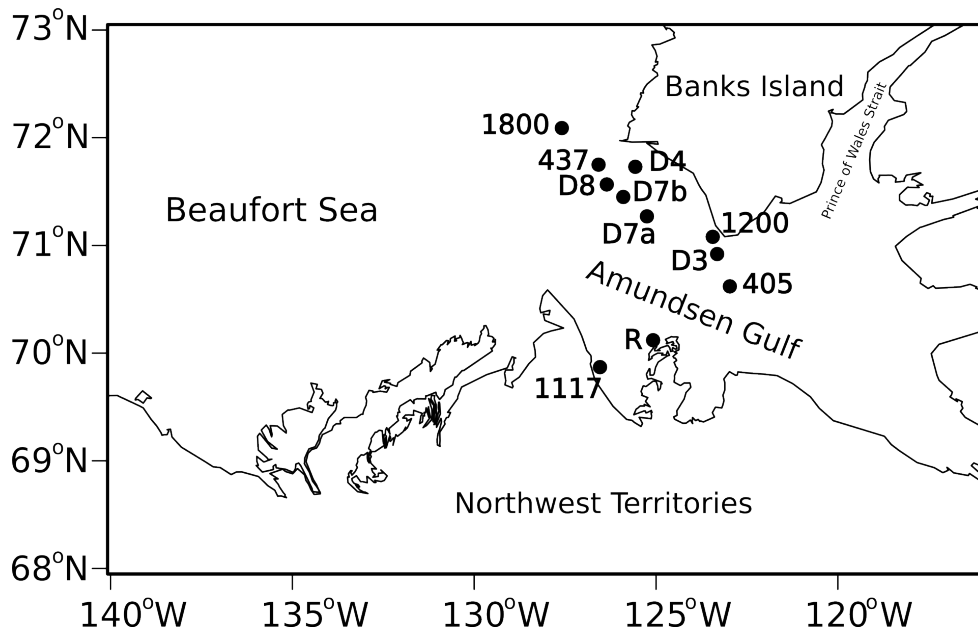 73°N
Banks Island
Prince of Wales Strait
72°N
1800
437
D4
D8
D7b
Beaufort Sea
1200
D7a
71°N
D3
405
Amundsen Gulf
R
70°N
1117
69°N
Northwest Territories
68°N
140°W
135°W
130°W
125°W
120°W